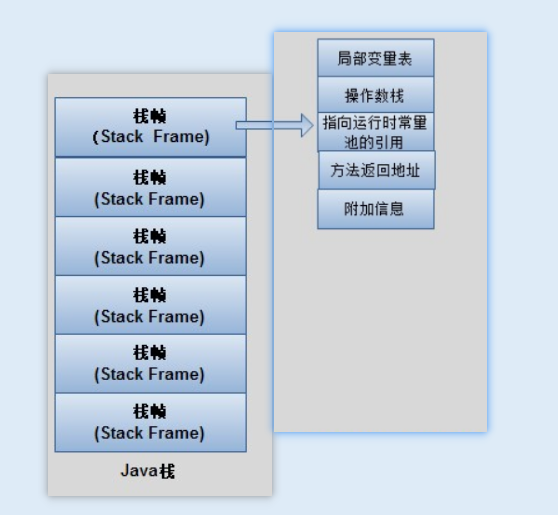 栈帧
(Stack Frame)
栈帧
(Stack Frame)
栈帧
(Stack Frame)
栈帧
(Stack Frame)
栈帧
(Stack Frame)
栈帧
(Stack Frame)
Java栈
局部变量表
操作数栈
指向运行时常量
池的引用
方法返回地址
附加信息